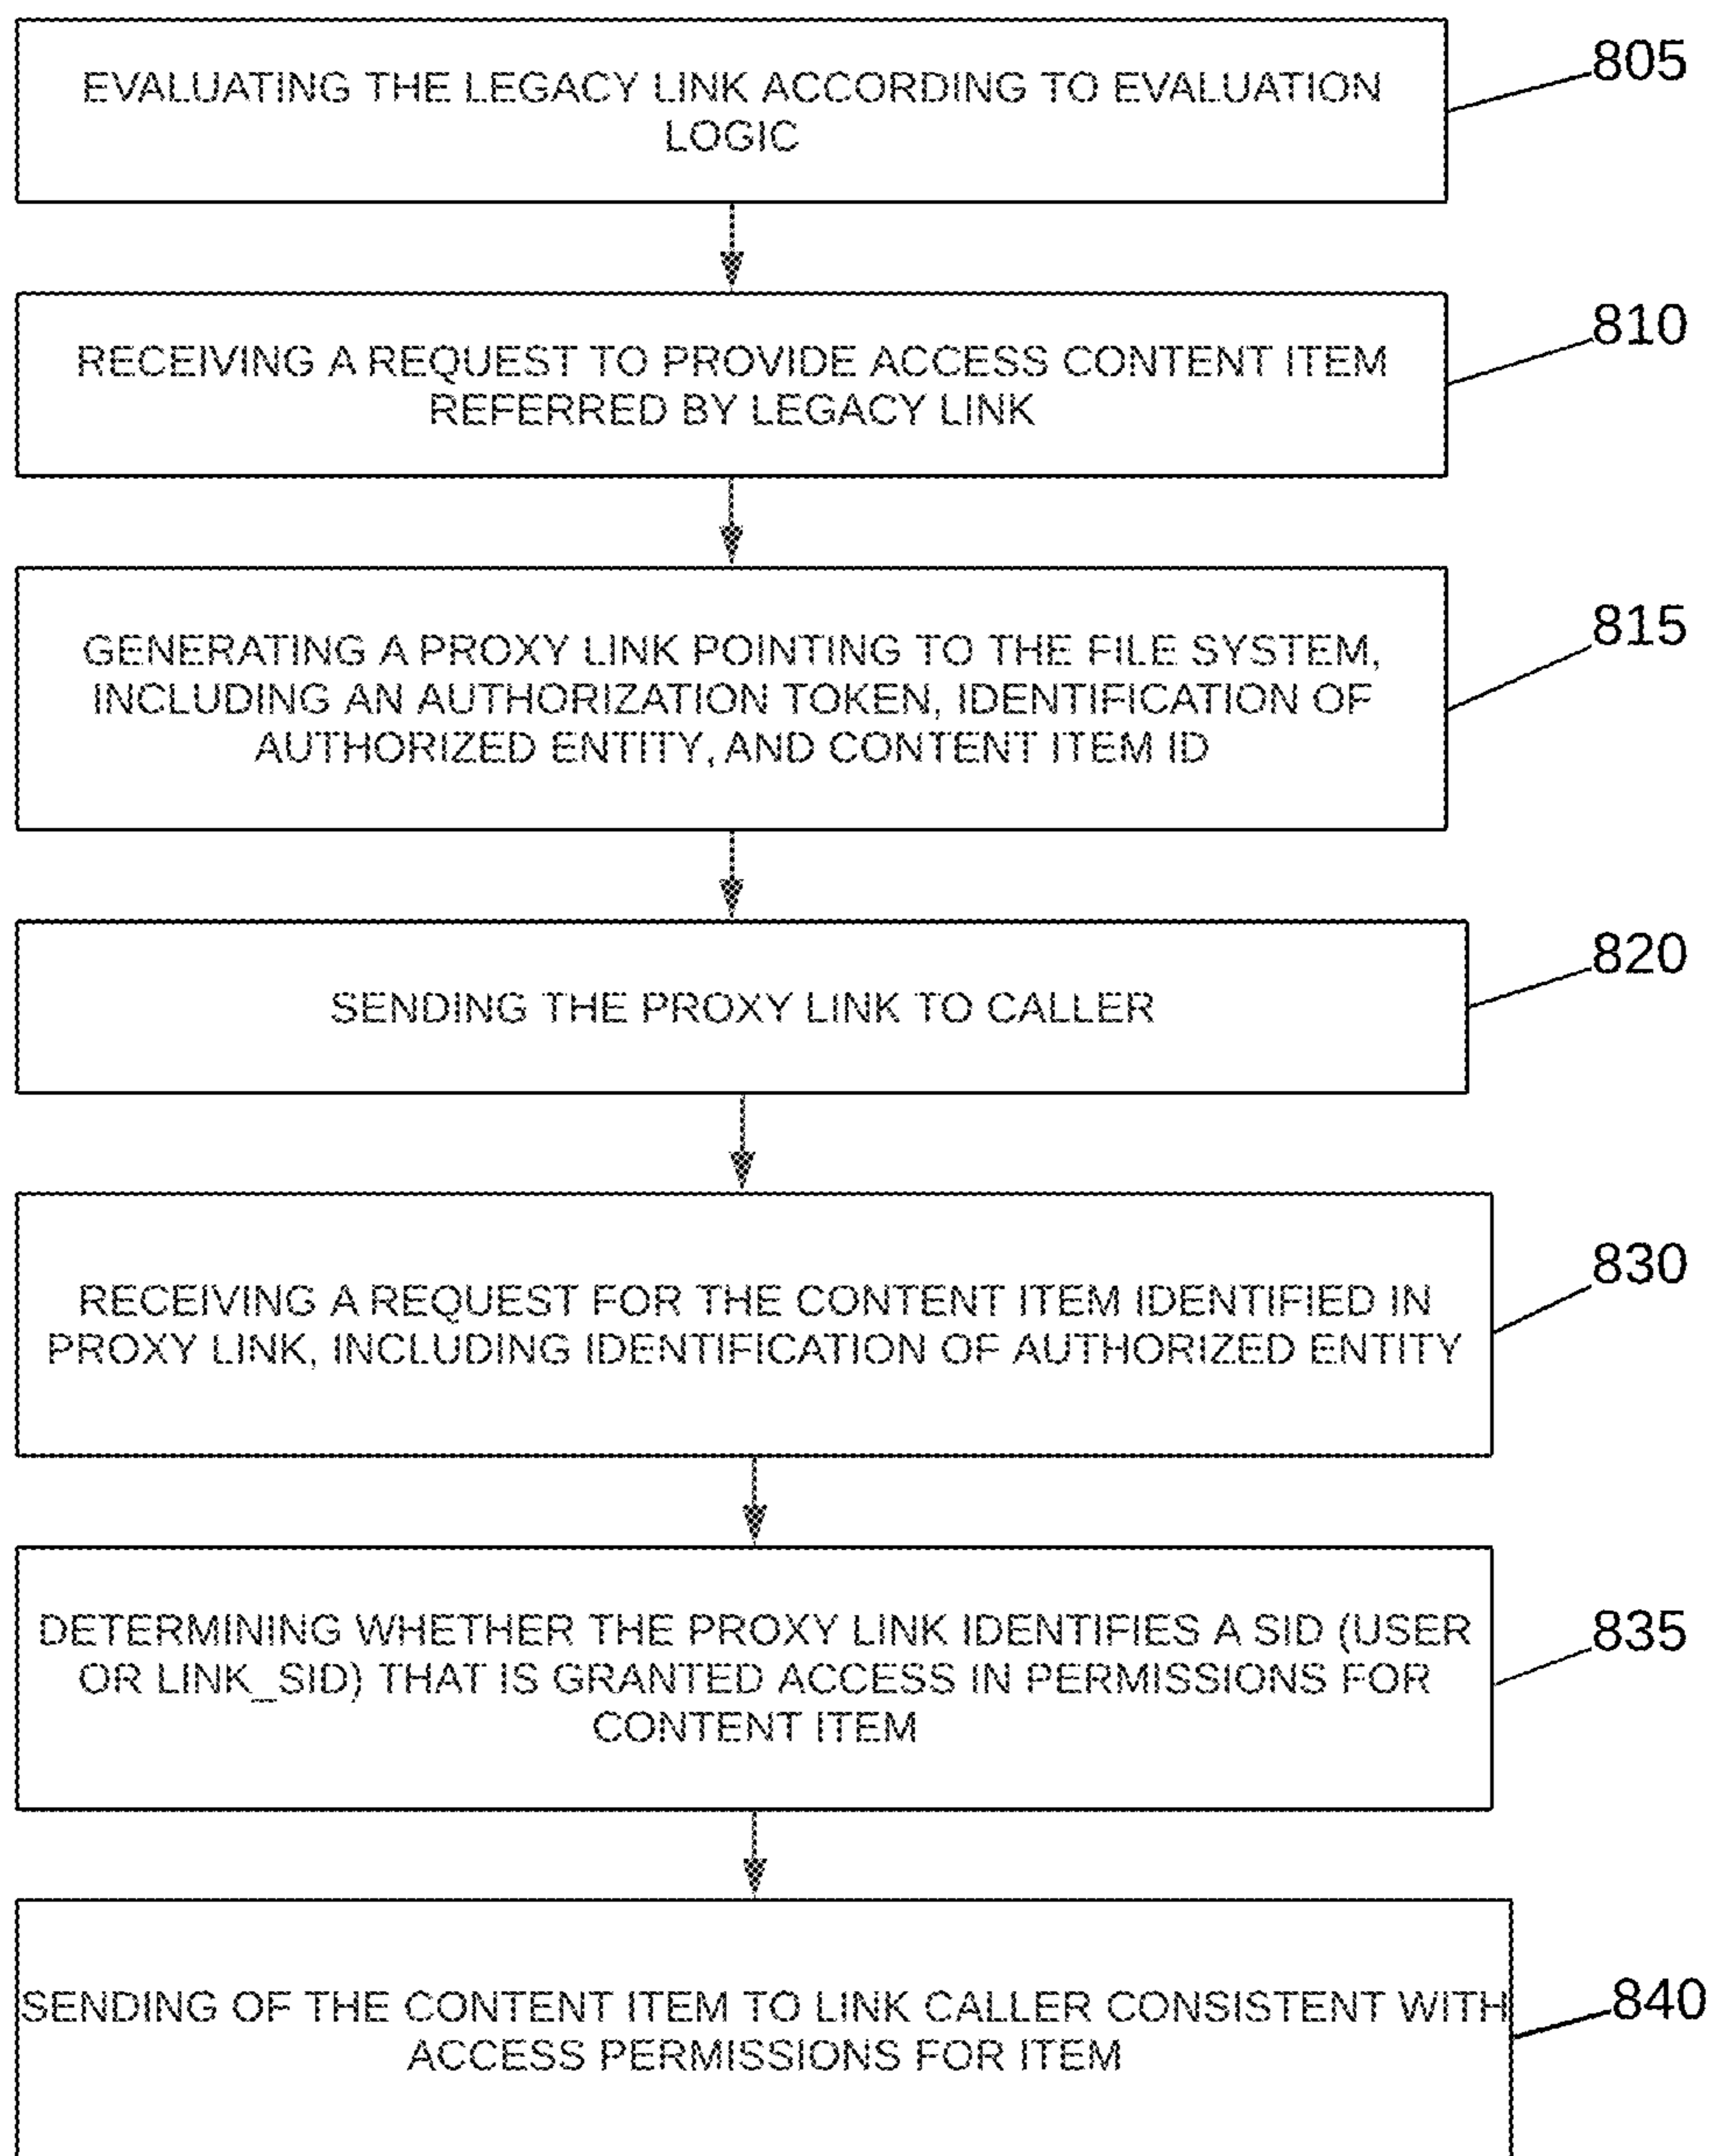 EVALUATING THE LEGACY LINK ACCORDING TO EVALUATION
LOGIC
805
RECEIVING A REQUEST TO PROVIDE ACCESS CONTENT ITEM
REFERRED BY LEGACY LINK
810
GENERATING A PROXY LINK POINTING TO THE FILE SYSTEM,
INCLUDING AN AUTHORIZATION TOKEN, IDENTIFICATION OF
AUTHORIZED ENTITY, AND CONTENT ITEM ID
815
SENDING THE PROXY LINK TO CALLER
820
RECEIVING A REQUEST FOR THE CONTENT ITEM IDENTIFIED IN
PROXY LINK, INCLUDING IDENTIFICATION OF AUTHORIZED ENTITY
830
DETERMINING WHETHER THE PROXY LINK IDENTIFIES A SID (USER
OR LINK_SID) THAT IS GRANTED ACCESS IN PERMISSIONS FOR
CONTENT ITEM
835
SENDING OF THE CONTENT ITEM TO LINK CALLER CONSISTENT WITH
ACCESS PERMISSIONS FOR ITEM
840